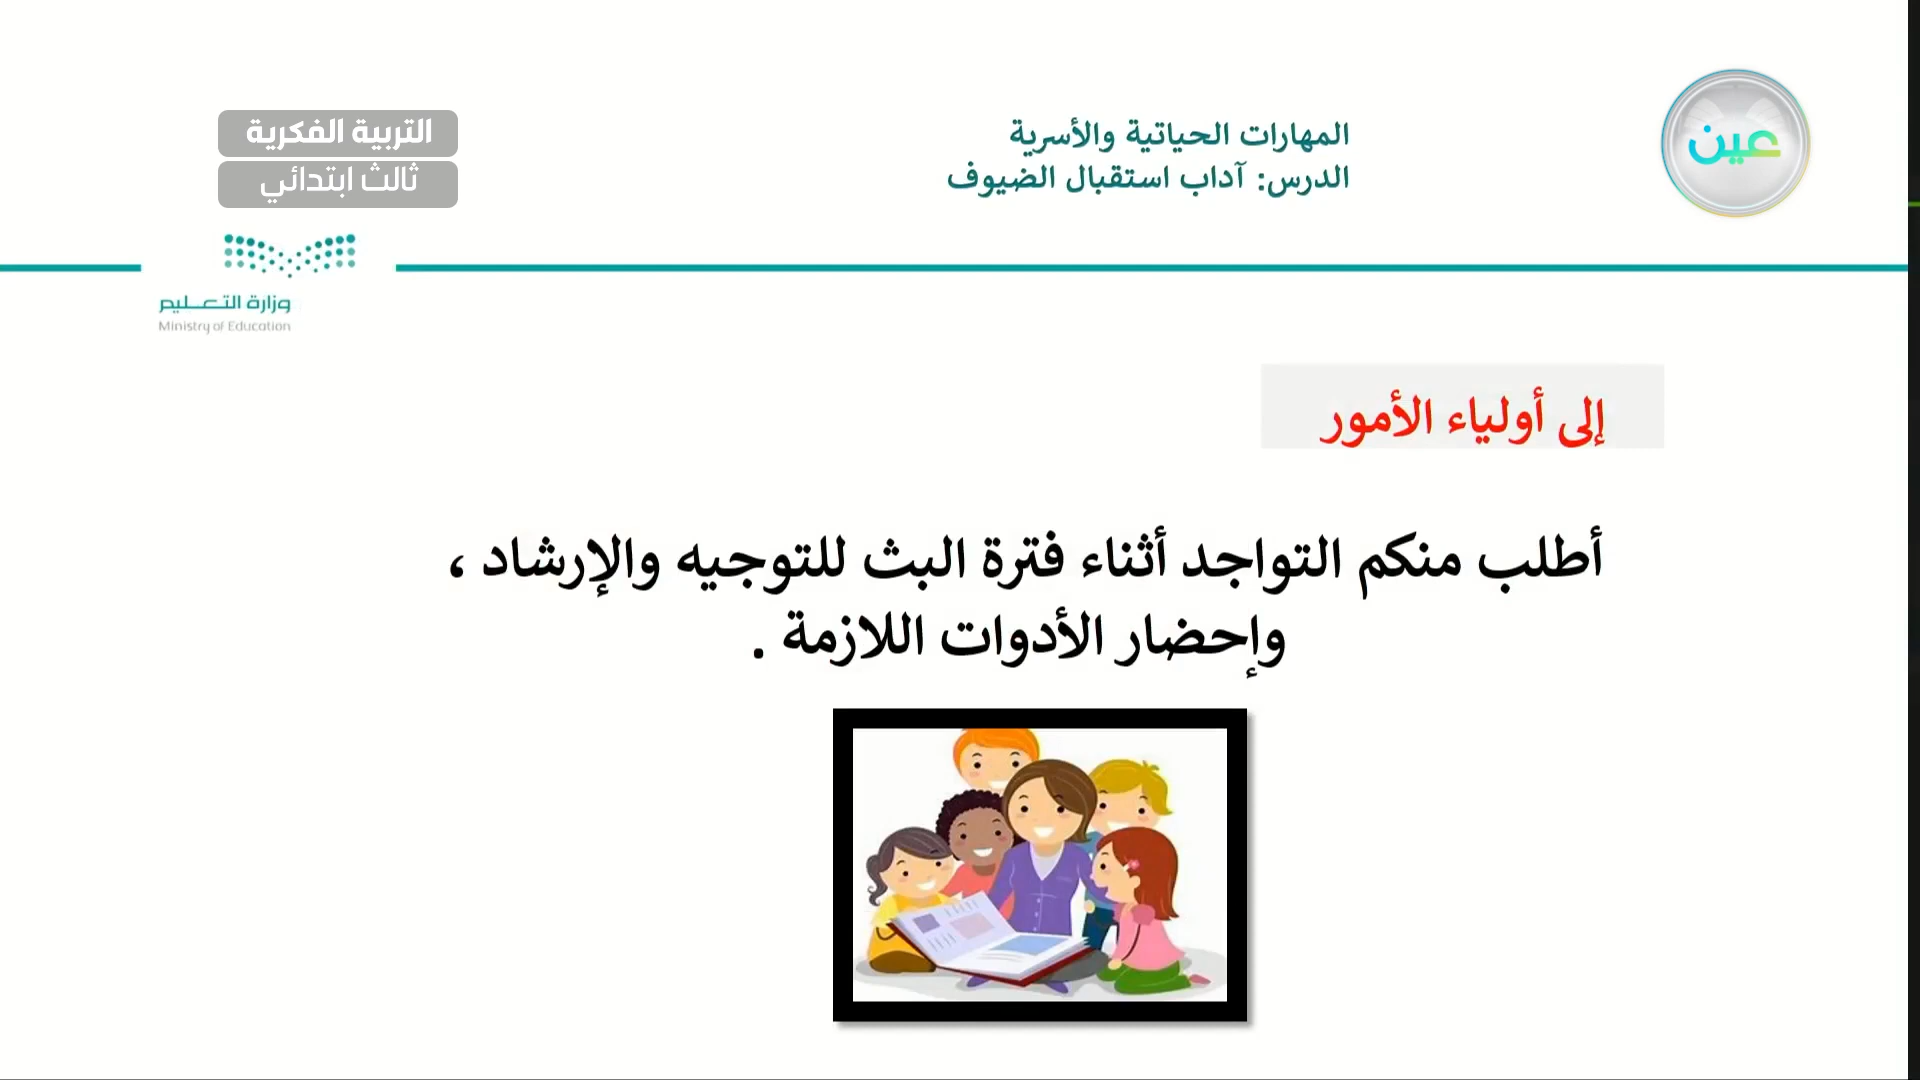 عين
المهارات الحياتية والأسرية
الدرس: آداب استقبال الضيوف
التربية الفكرية
ثالث ابتدائي
وزارة التعـــليم
Ministry of Education
إلى أولياء الأمور
أطلب منكم التواجد أثناء فترة البث للتوجيه والإرشاد ،
وإحضار الأدوات اللازمة .